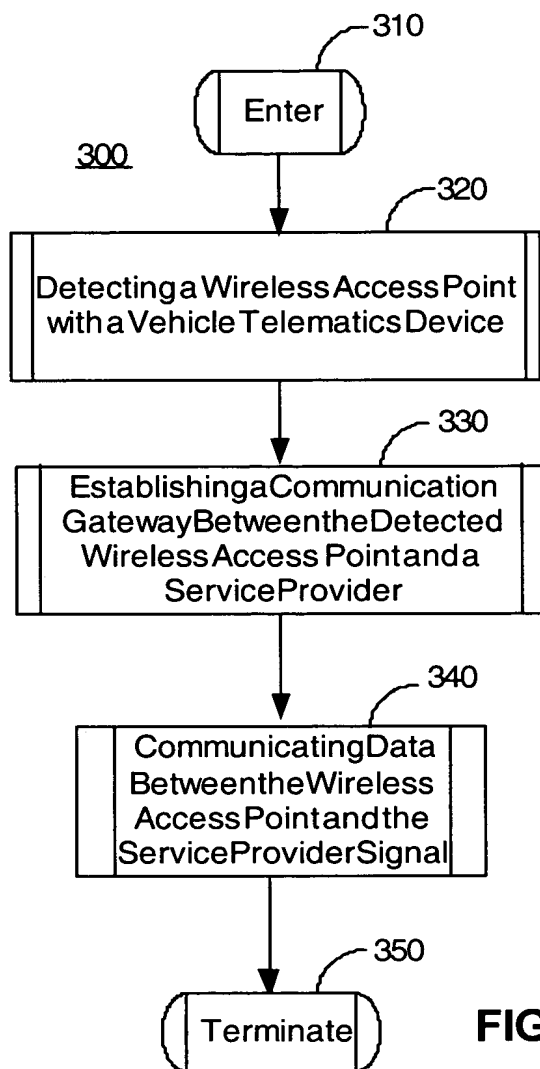 310
Enter
300
320
Detecting a Wireless Access Point
with a Vehicle Telematics Device
330
Establishing a Communication
Gateway Between the Detected
Wireless Access Point and a
Service Provider
340
Communicating Data
Between the Wireless
Access Point and the
Service Provider Signal
350
Terminate
FIG